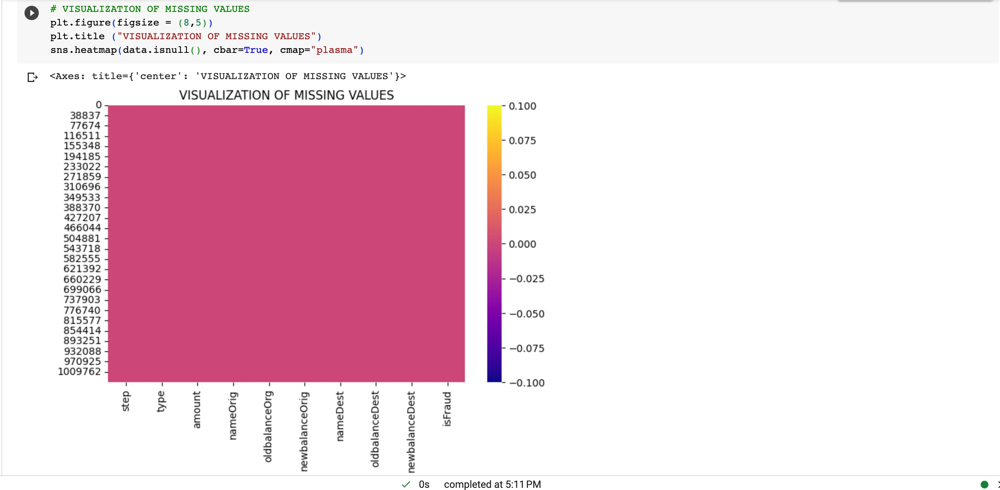 # VISUALIZATION OF MISSING VALUES
plt.figure(figsize = (8,5))
plt.title ("VISUALIZATION OF MISSING VALUES")
sns.heatmap(data.isnull(), cbar=True, cmap="plasma")
<Axes: title={'center': 'VISUALIZATION OF MISSING VALUES'}>
VISUALIZATION OF MISSING VALUES
0
38837
77674
116511
155348
194185
233022
271859
310696
349533
388370
427207
466044
504881
543718
582555
621392
660229
699066
737903
776740
815577
854414
893251
932088
970925
1009762
0.100
0.075
0.050
0.025
0.000
−0.025
−0.050
−0.075
−0.100
step
type
amount
nameOrig
oldbalanceOrg
newbalanceOrig
nameDest
oldbalanceDest
newbalanceDest
isFraud
0s completed at 5:11 PM